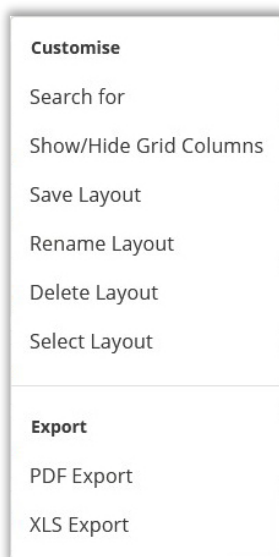 Customise
Search for
Show/Hide Grid Columns
Save Layout
Rename Layout
Delete Layout
Select Layout
Export
PDF Export
XLS Export